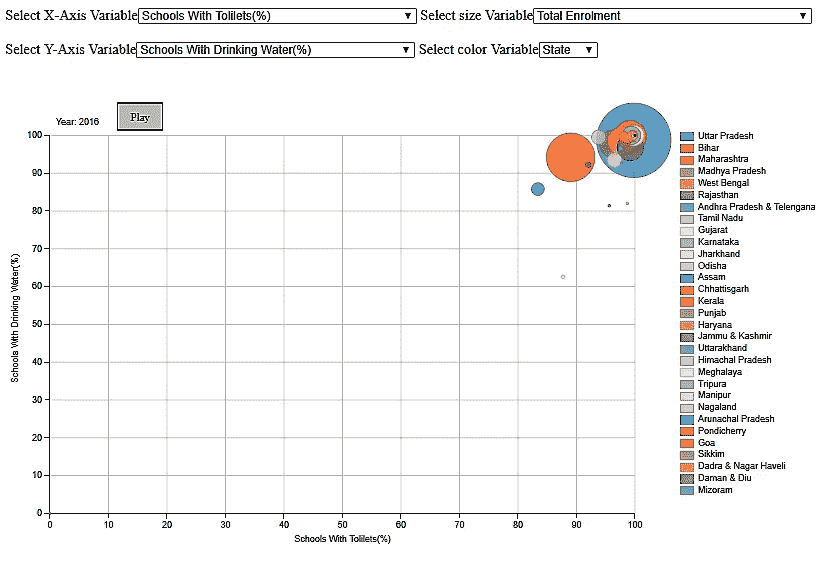 Select X-Axis Variable Schools With Tolilets(%) Select size Variable Total Enrolment
Select Y-Axis Variable Schools With Drinking Water(%) Select color Variable State
Year: 2016
Play
100
90
80
70
60
50
40
30
20
10
0
Schools With Drinking Water(%)
0 10 20 30 40 50 60 70 80 90 100
Schools With Tolilets(%)
Uttar Pradesh
Bihar
Maharashtra
Madhya Pradesh
West Bengal
Rajasthan
Andhra Pradesh & Telengana
Tamil Nadu
Gujarat
Karnataka
Jharkhand
Odisha
Assam
Chhattisgarh
Kerala
Punjab
Haryana
Jammu & Kashmir
Uttarakhand
Himachal Pradesh
Meghalaya
Tripura
Manipur
Nagaland
Arunachal Pradesh
Pondicherry
Goa
Sikkim
Dadra & Nagar Haveli
Daman & Diu
Mizoram